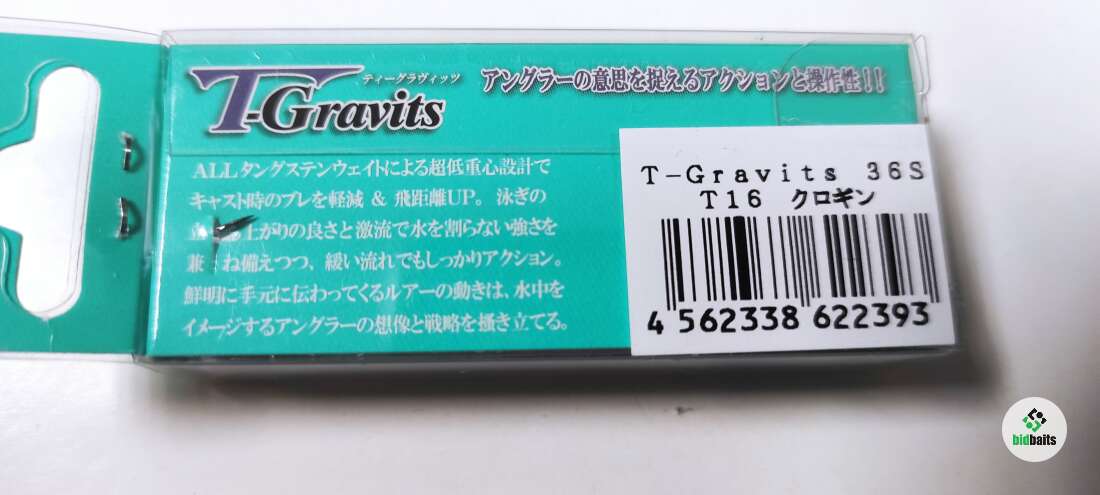 ティーグラヴィッツ
T-Gravits
アングラーの意思を捉えるアクションと操作性!!
ALLタングステンウェイトによる超低重心設計で
キャスト時のブレを軽減 & 飛距離UP。泳ぎの
立 上がりの良さと激流で水を割らない強さを
兼ね備えつつ、緩い流れでもしっかりアクション。
鮮明に手元に伝わってくるルアーの動きは、水中を
イメージするアングラーの想像と戦略を掻き立てる。
T-Gravits 36S
T16 クロギン
4 562338 622393
bidbaits